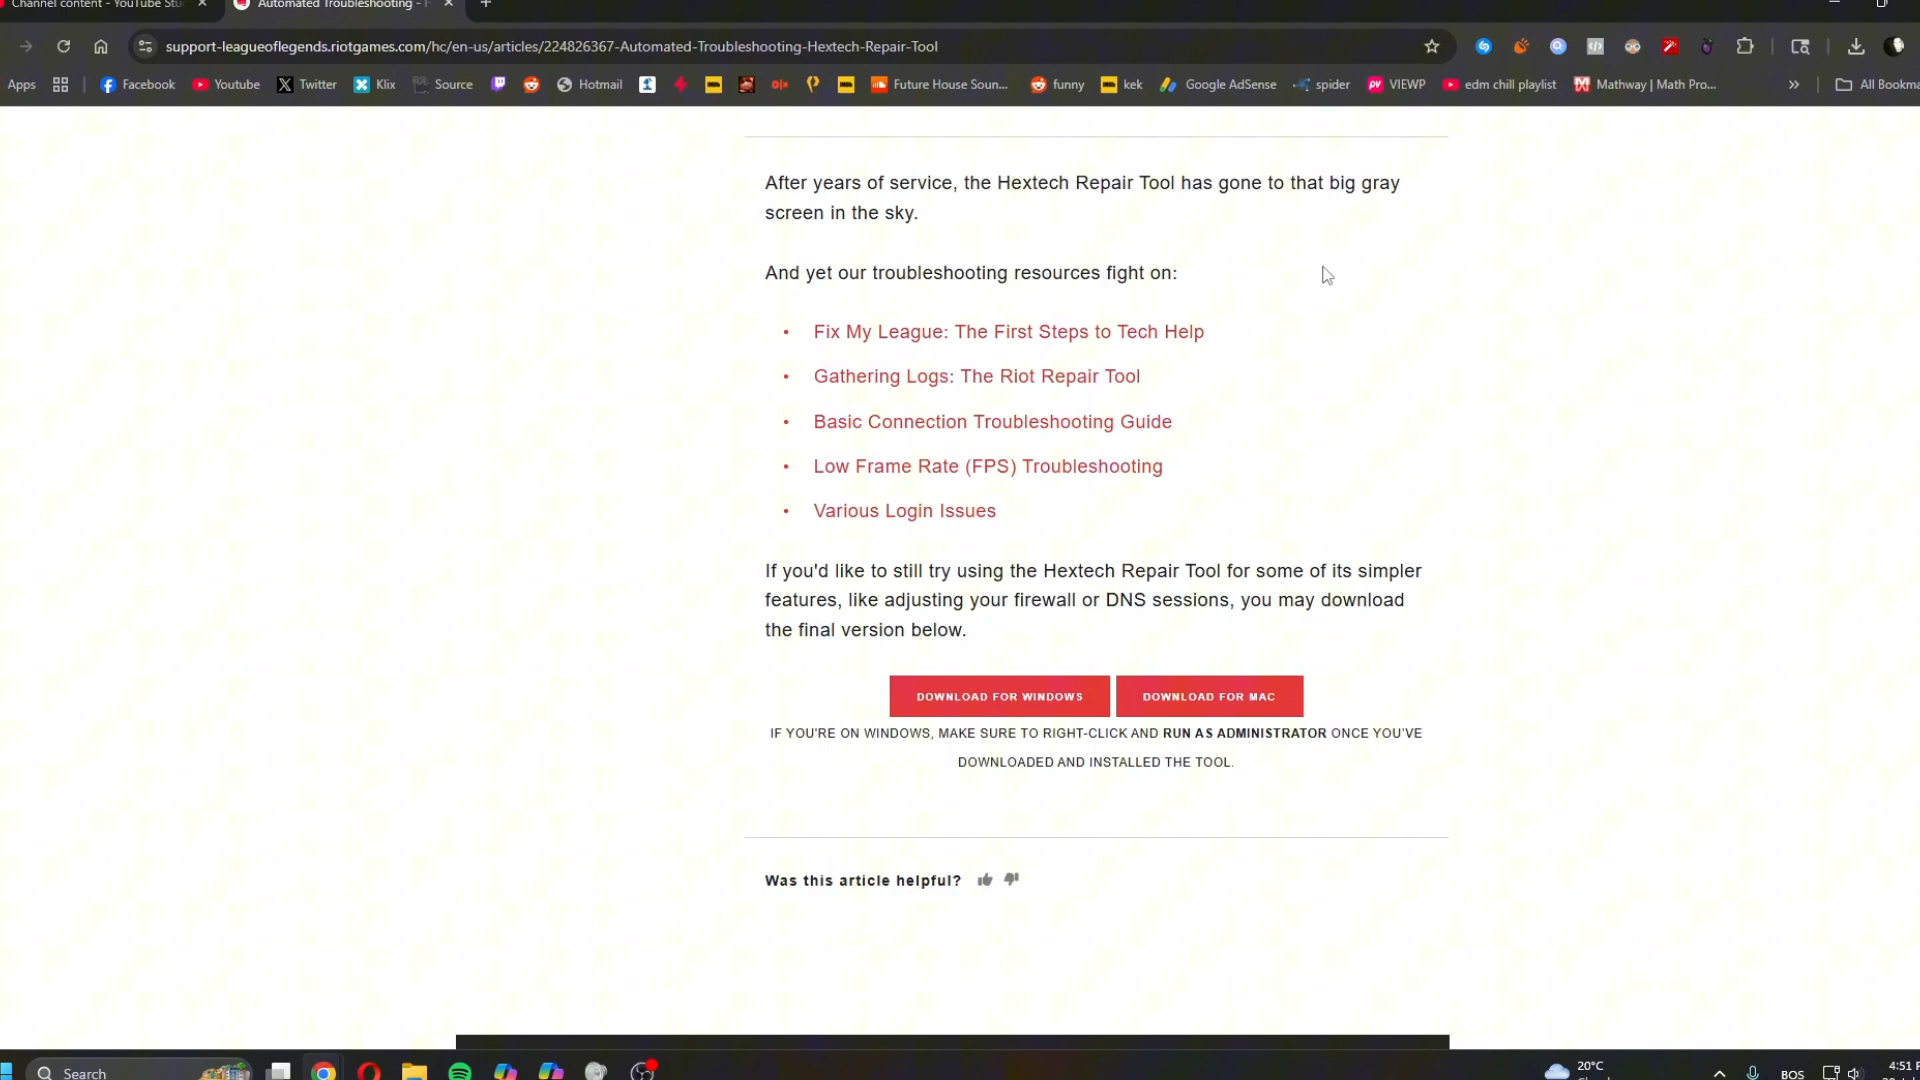 Channel content - YouTube Stu
Automated Troubleshooting - H
support-leagueoflegends.riotgames.com/hc/en-us/articles/224826367-Automated-Troubleshooting-Hextech-Repair-Tool
Apps Facebook Youtube Twitter Klix Source Hotmail Future House Soun... funny kek Google AdSense spider VIEWP edm chill playlist Mathway | Math Pro... » All Bookma
After years of service, the Hextech Repair Tool has gone to that big gray
screen in the sky.
And yet our troubleshooting resources fight on:
• Fix My League: The First Steps to Tech Help
• Gathering Logs: The Riot Repair Tool
• Basic Connection Troubleshooting Guide
• Low Frame Rate (FPS) Troubleshooting
• Various Login Issues
If you'd like to still try using the Hextech Repair Tool for some of its simpler
features, like adjusting your firewall or DNS sessions, you may download
the final version below.
DOWNLOAD FOR WINDOWS DOWNLOAD FOR MAC
IF YOU'RE ON WINDOWS, MAKE SURE TO RIGHT-CLICK AND RUN AS ADMINISTRATOR ONCE YOU'VE
DOWNLOADED AND INSTALLED THE TOOL.
Was this article helpful?
Search
20°C
BOS
4:51 P